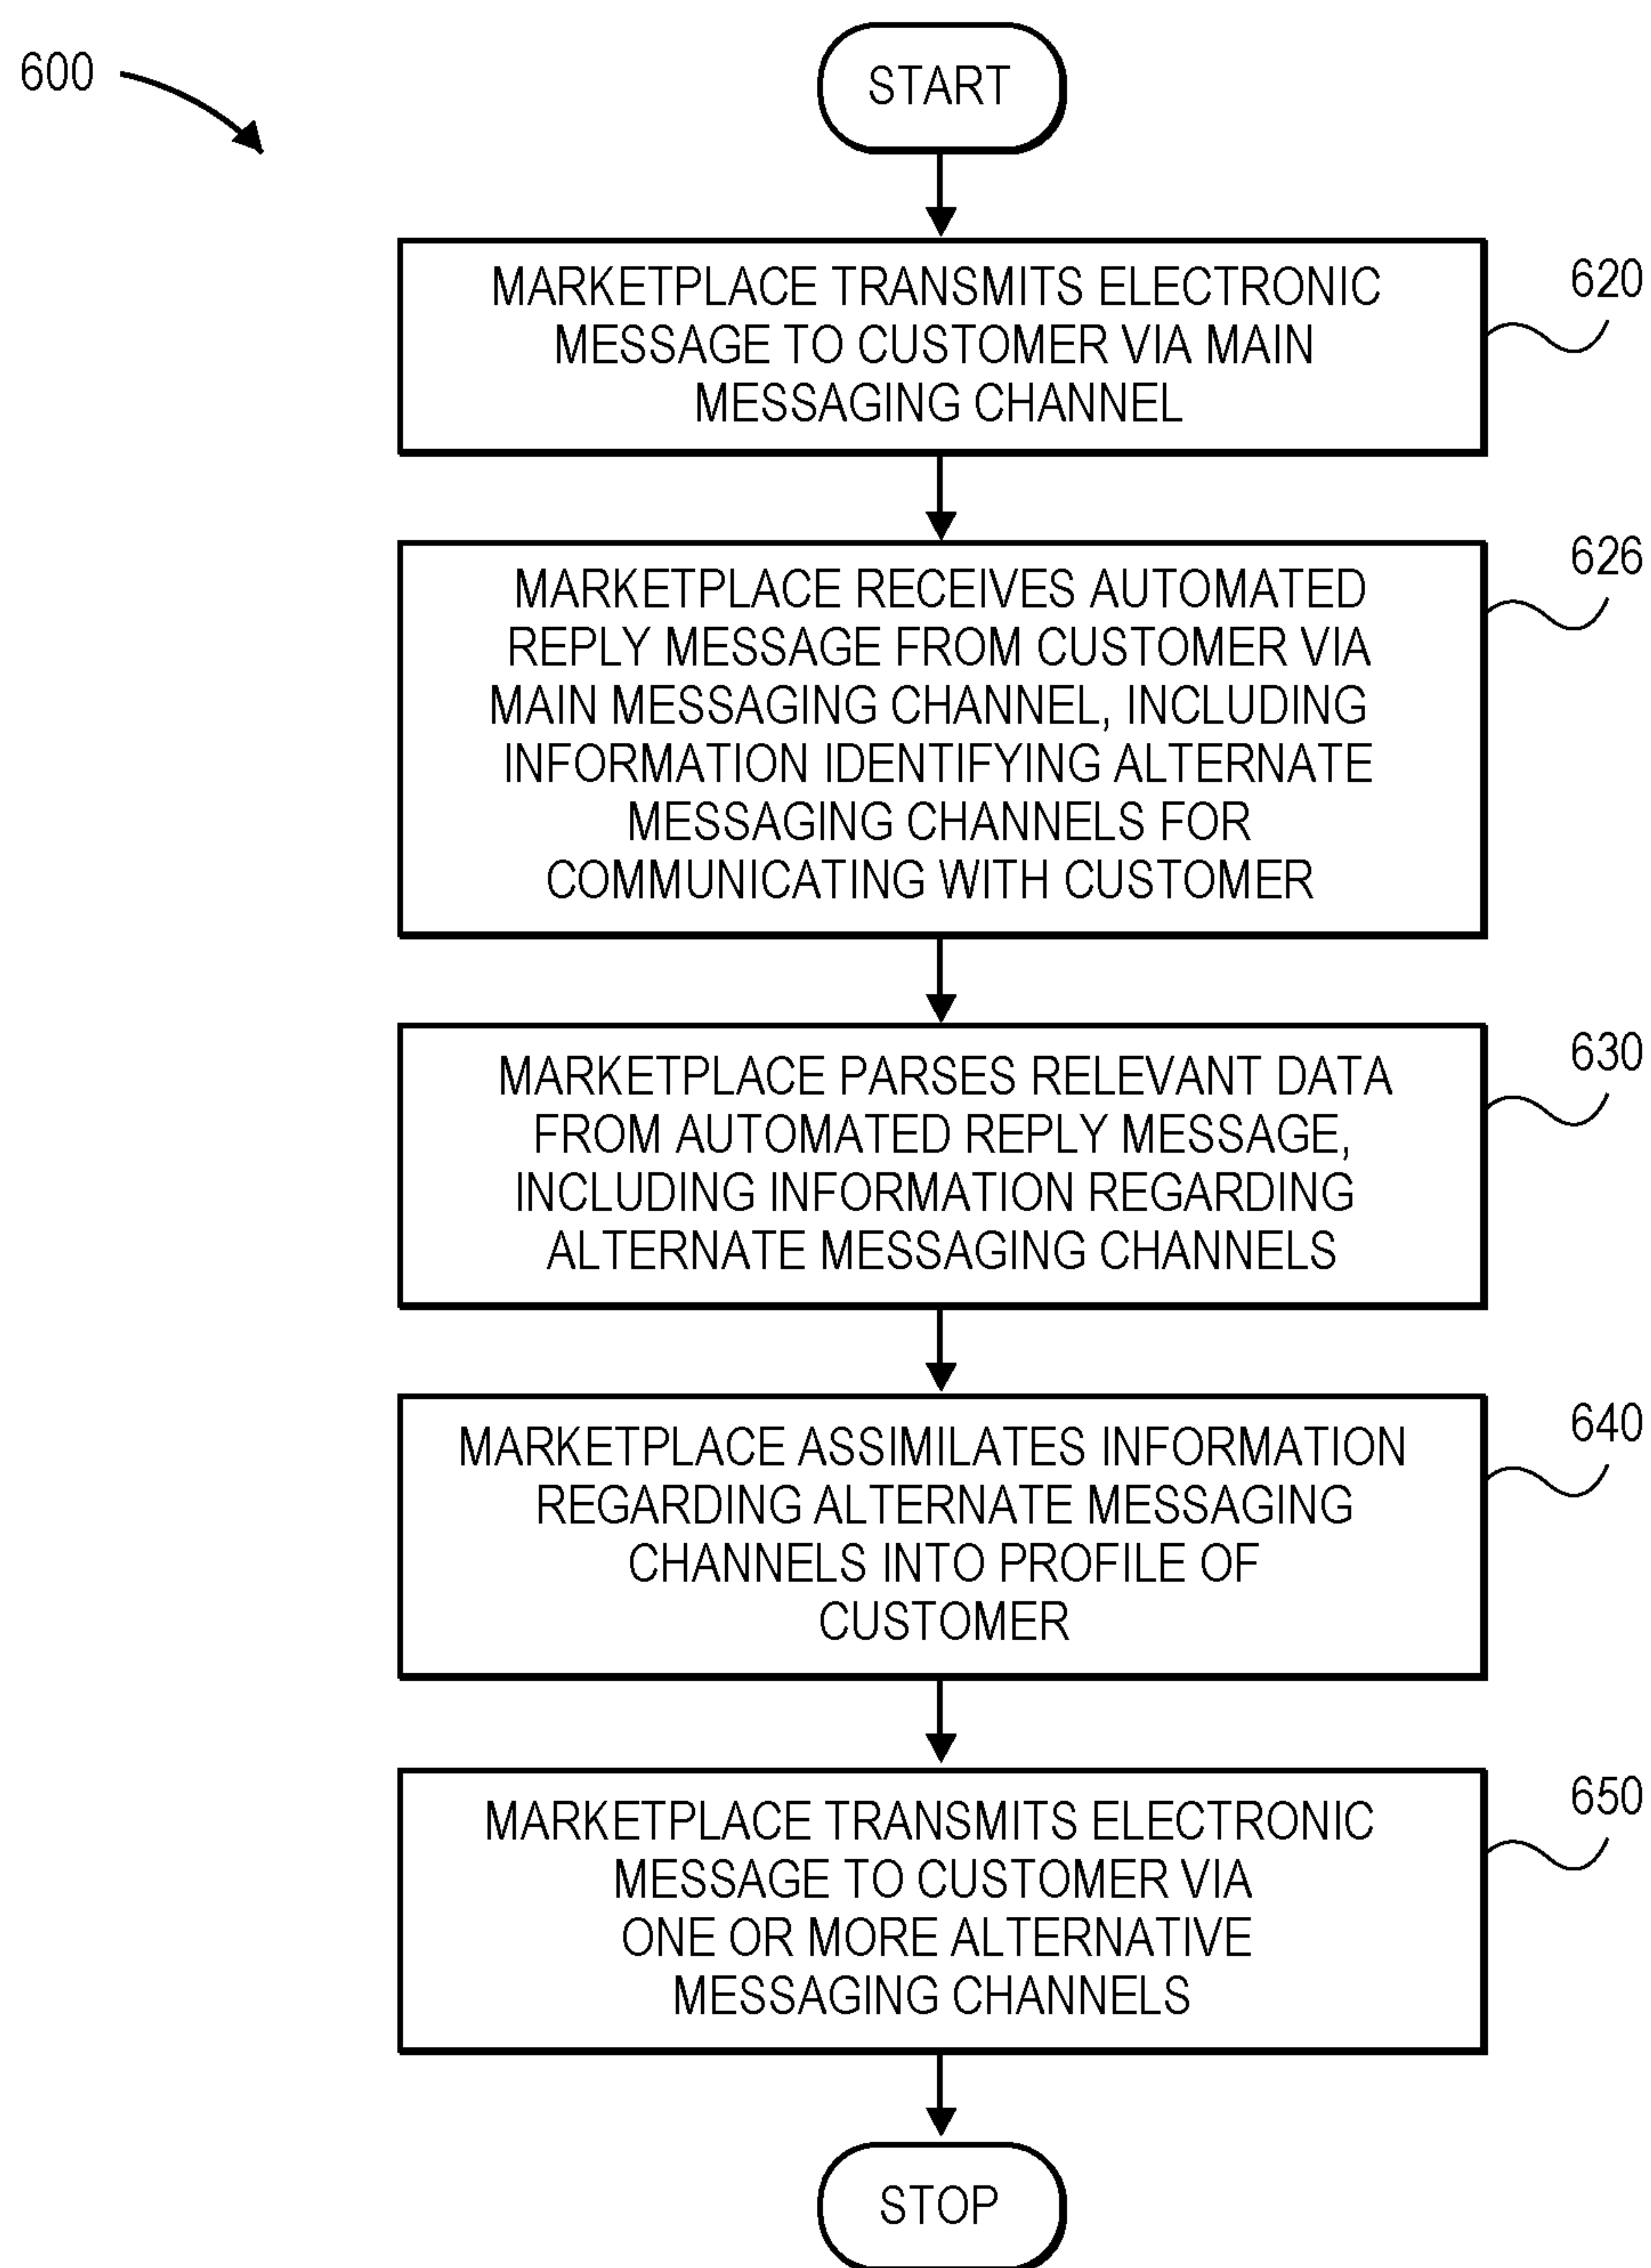 600
START
MARKETPLACE TRANSMITS ELECTRONIC
MESSAGE TO CUSTOMER VIA MAIN
MESSAGING CHANNEL
620
MARKETPLACE RECEIVES AUTOMATED
REPLY MESSAGE FROM CUSTOMER VIA
MAIN MESSAGING CHANNEL, INCLUDING
INFORMATION IDENTIFYING ALTERNATE
MESSAGING CHANNELS FOR
COMMUNICATING WITH CUSTOMER
626
MARKETPLACE PARSES RELEVANT DATA
FROM AUTOMATED REPLY MESSAGE,
INCLUDING INFORMATION REGARDING
ALTERNATE MESSAGING CHANNELS
630
MARKETPLACE ASSIMILATES INFORMATION
REGARDING ALTERNATE MESSAGING
CHANNELS INTO PROFILE OF
CUSTOMER
640
MARKETPLACE TRANSMITS ELECTRONIC
MESSAGE TO CUSTOMER VIA
ONE OR MORE ALTERNATIVE
MESSAGING CHANNELS
650
STOP